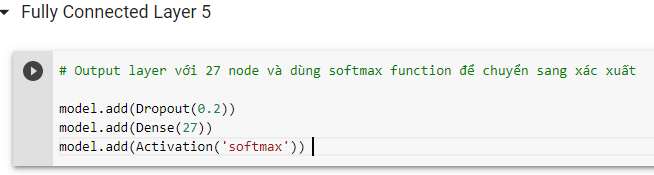 Fully Connected Layer 5
# Output layer với 27 node và dùng softmax function để chuyển sang xác xuất
model.add(Dropout(0.2))
model.add(Dense(27))
model.add(Activation('softmax'))